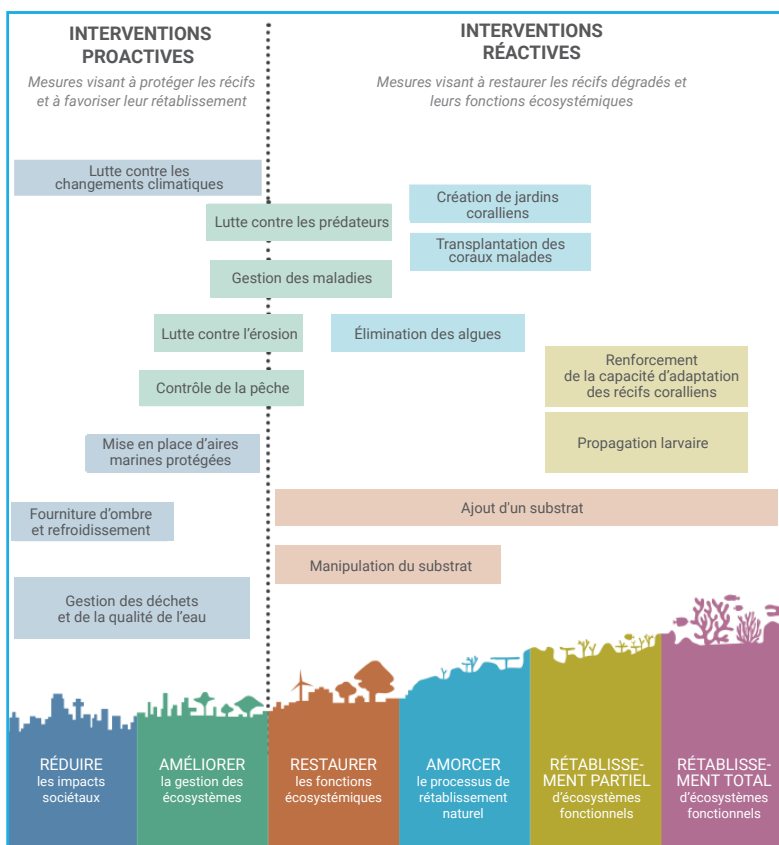 INTERVENTIONS
PROACTIVES
Mesures visant à protéger les récifs
et à favoriser leur rétablissement
INTERVENTIONS
RÉACTIVES
Mesures visant à restaurer les récifs dégradés et
leurs fonctions écosystémiques
Lutte contre les
changements climatiques
Création de jardins
coralliens
Lutte contre les prédateurs
Transplantation des
coraux malades
Gestion des maladies
Lutte contre l'érosion
Élimination des algues
Renforcement
de la capacité d'adaptation
des récifs coralliens
Contrôle de la pêche
Mise en place d'aires
marines protégées
Propagation larvaire
Fourniture d'ombre
et refroidissement
Ajout d'un substrat
Manipulation du substrat
Gestion des déchets
et de la qualité de l'eau
RÉDUIRE
les impacts
sociétaux
AMÉLIORER
la gestion des
écosystèmes
RESTAURER
les fonctions
écosystémiques
AMORCER
le processus de
rétablissement
naturel
RÉTABLISSE-
MENT PARTIEL
d'écosystèmes
fonctionnels
RÉTABLISSE-
MENT TOTAL
d'écosystèmes
fonctionnels